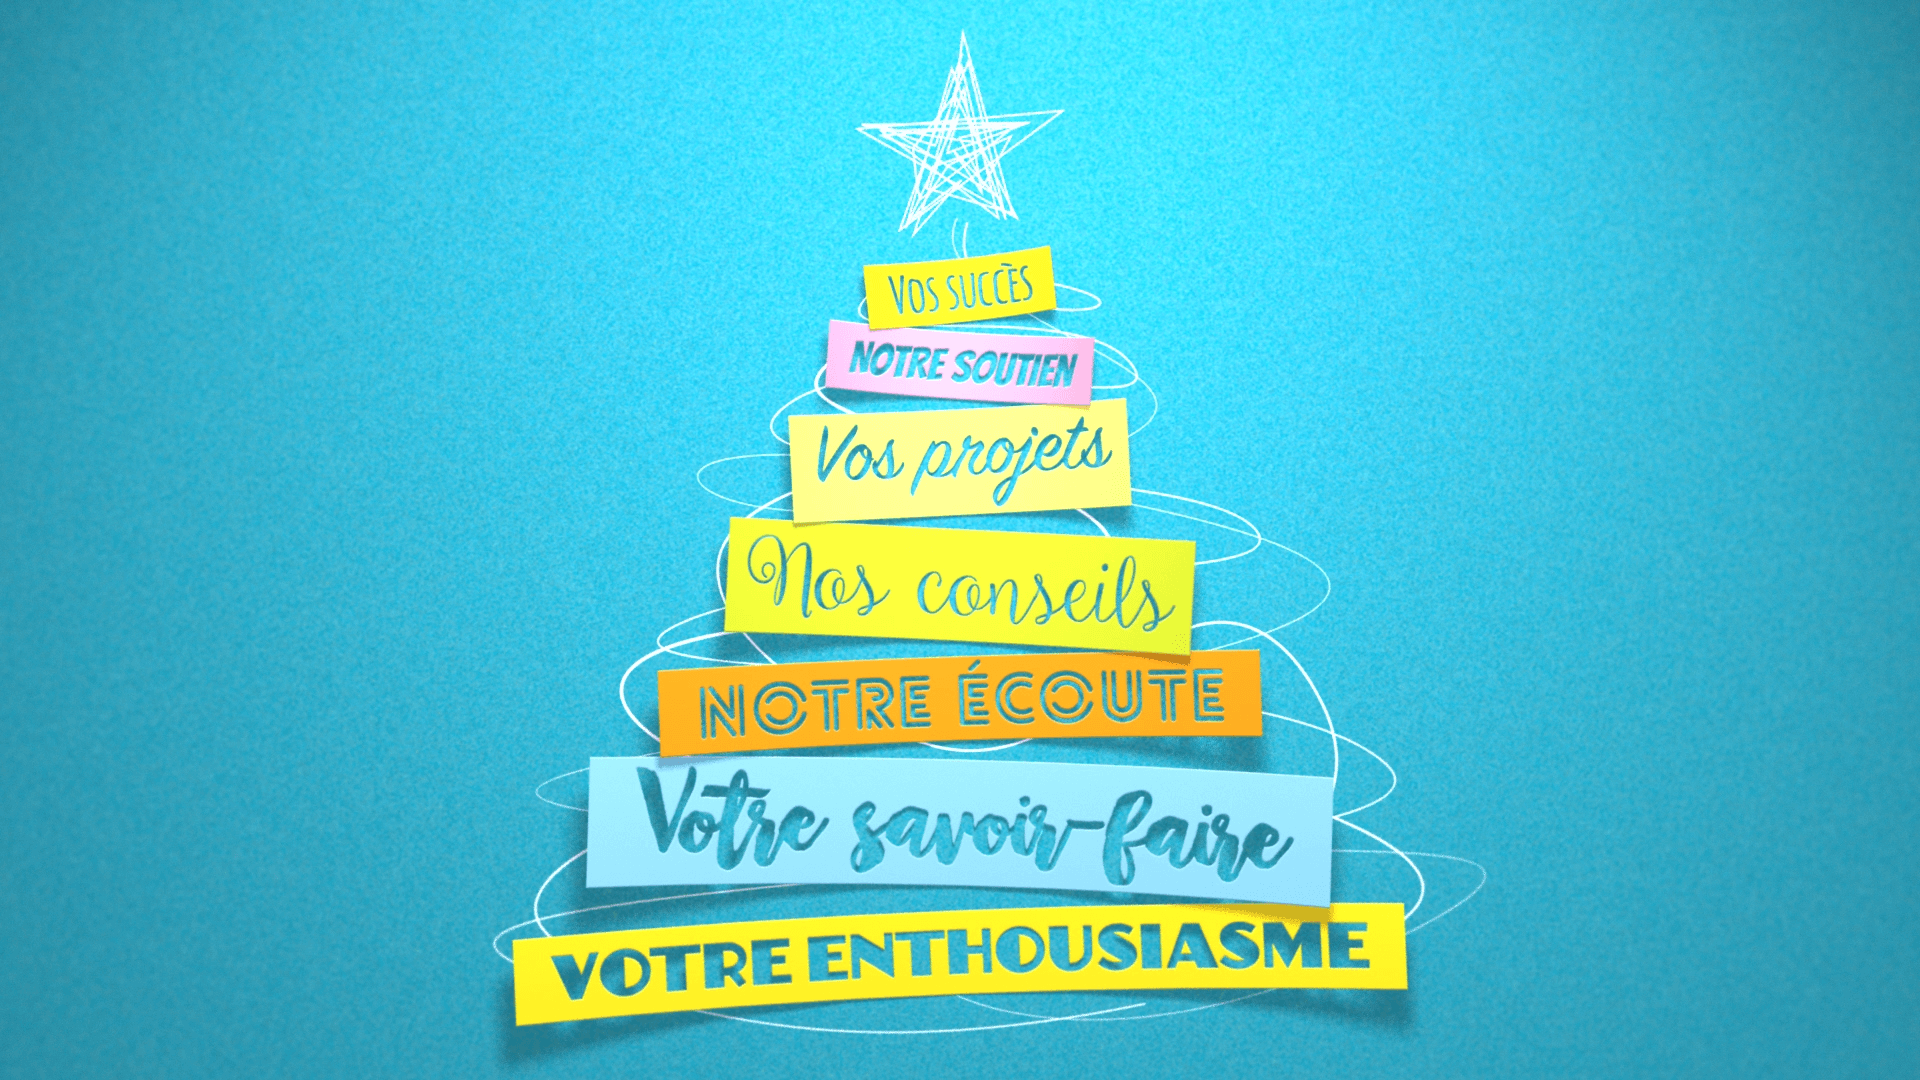 Vos succès
NOTRE SOUTIEN
Vos projets
Nos conseils
NOTRE ÉCOUTE
Votre savoir-faire
VOTRE ENTHOUSIASME